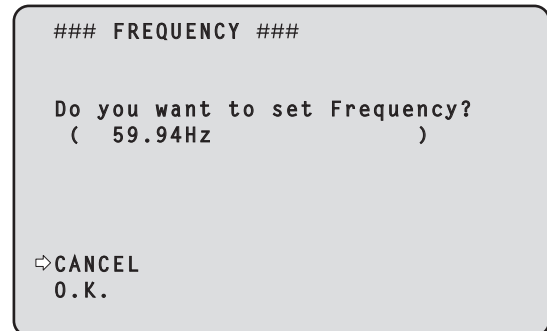 ### FREQUENCY ###
Do you want to set Frequency?
( 59.94Hz )
⇨CANCEL
O.K.